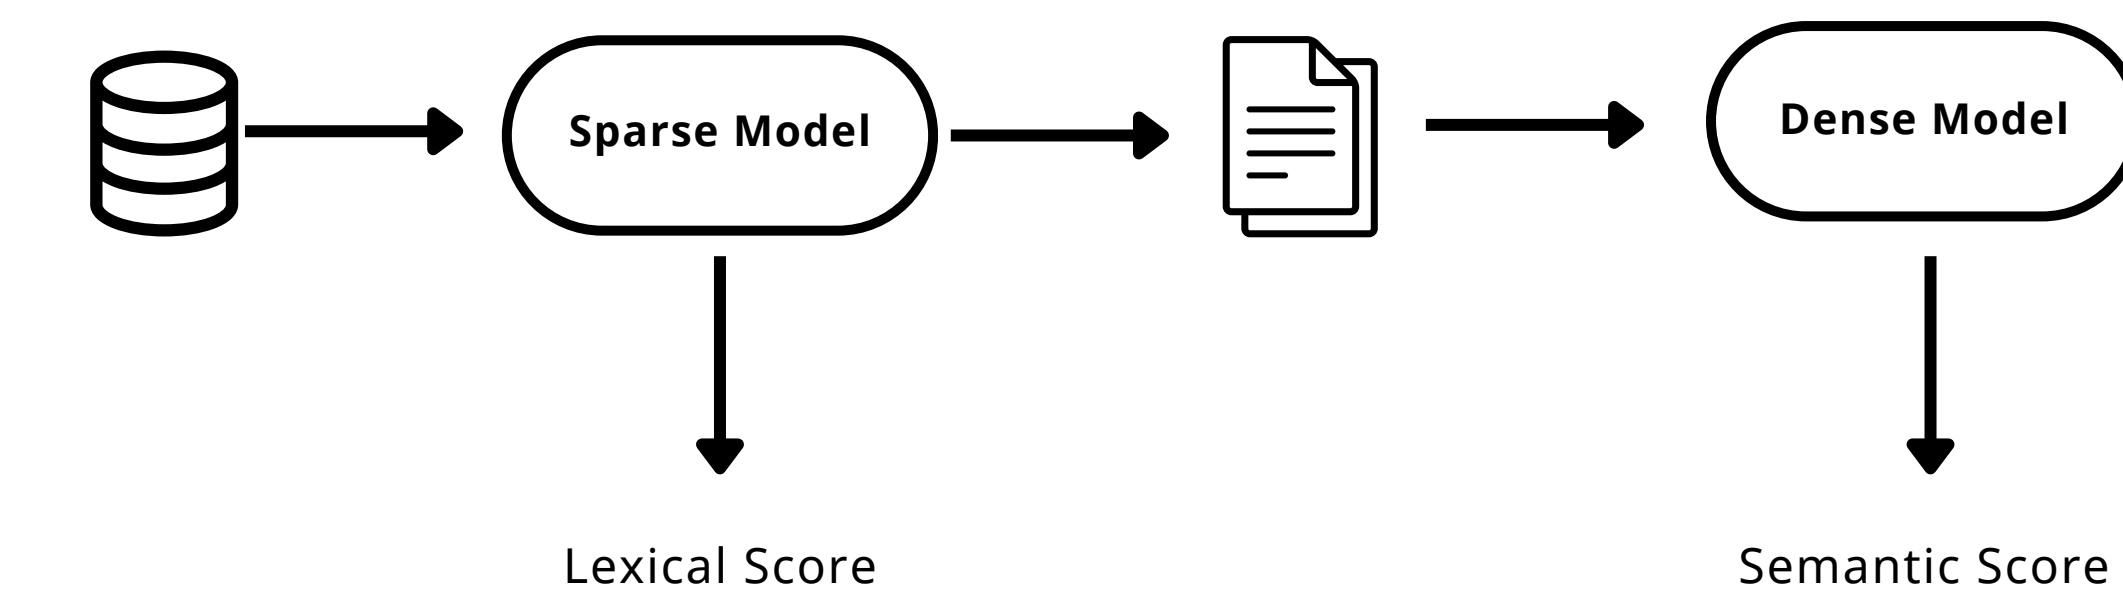 Sparse Model
Dense Model
Lexical Score
Semantic Score